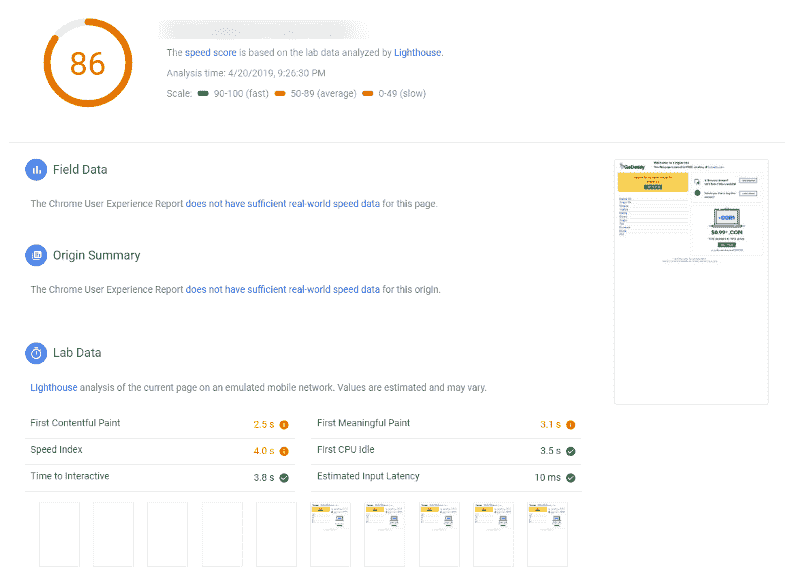 86
The speed score is based on the lab data analyzed by Lighthouse.
Analysis time: 4/20/2019, 9:26:30 PM
Scale: 90-100 (fast) 50-89 (average) 0-49 (slow)
Field Data
The Chrome User Experience Report does not have sufficient real-world speed data for this page.
Origin Summary
The Chrome User Experience Report does not have sufficient real-world speed data for this origin.
Lab Data
Lighthouse analysis of the current page on an emulated mobile network. Values are estimated and may vary.
First Contentful Paint 2.5 s
First Meaningful Paint 3.1 s
Speed Index 4.0 s
First CPU Idle 3.5 s
Time to Interactive 3.8 s
Estimated Input Latency 10 ms
GoDaddy
.COM
$0.99* .COM